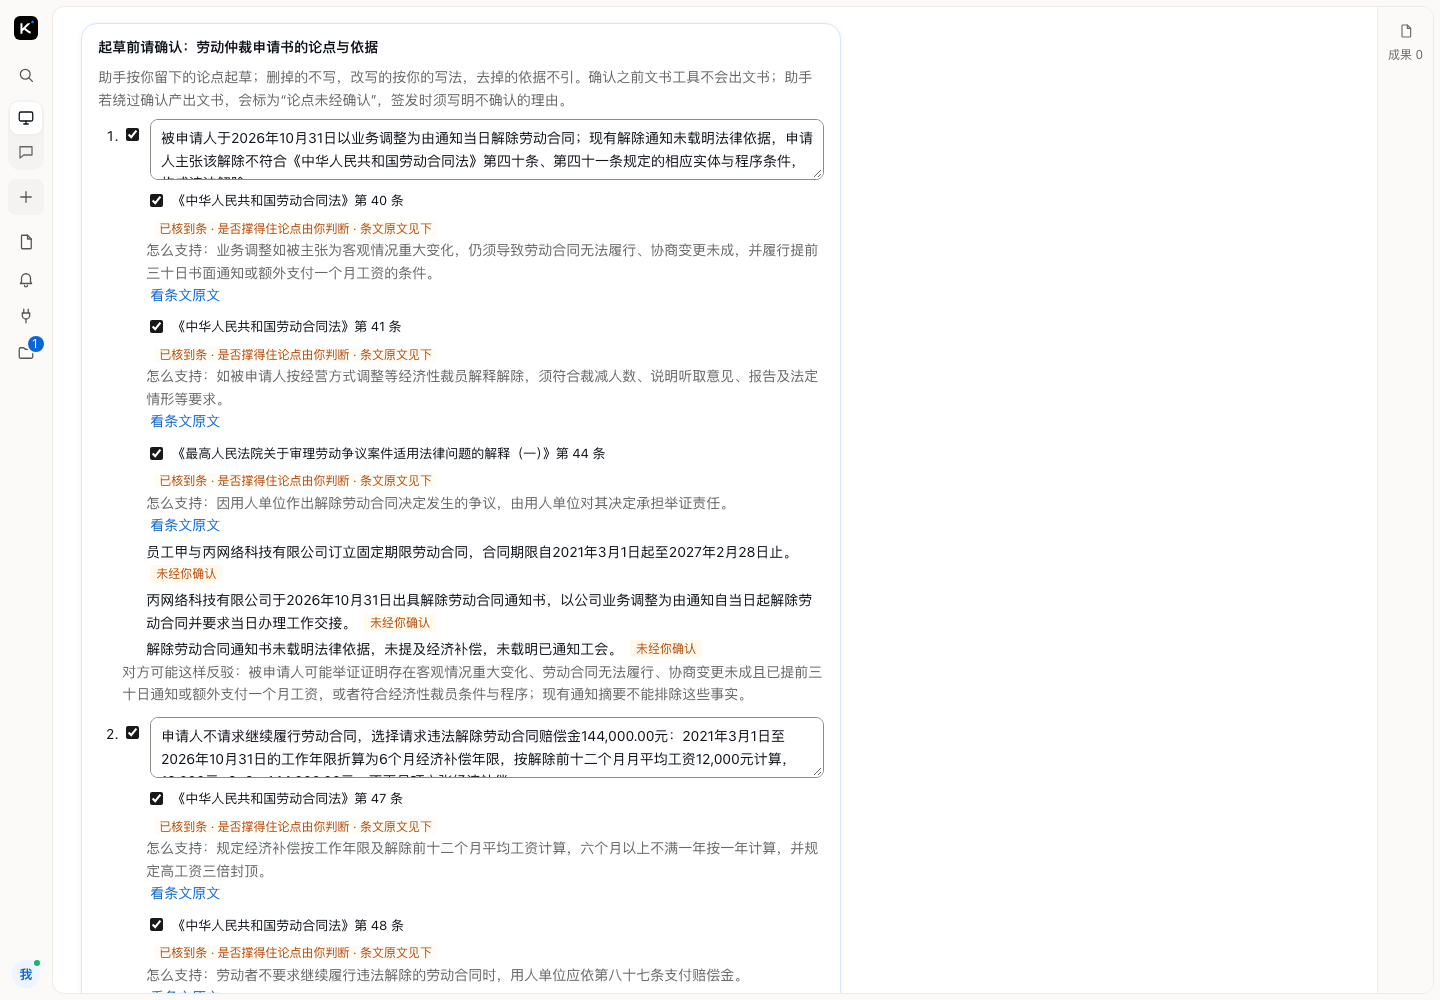 K
成果 0
起草前请确认：劳动仲裁申请书的论点与依据
助手按你留下的论点起草；删掉的不写，改写的按你的写法，去掉的依据不引。确认之前文书工具不会出文书；助手
若绕过确认产出文书，会标为“论点未经确认”，签发时须写明不确认的理由。
1.
被申请人于2026年10月31日以业务调整为由通知当日解除劳动合同；现有解除通知未载明法律依据，申请
人主张该解除不符合《中华人民共和国劳动合同法》第四十条、第四十一条规定的相应实体与程序条件，
《中华人民共和国劳动合同法》第 40 条
已核到条 · 是否撑得住论点由你判断 · 条文原文见下
怎么支持：业务调整如被主张为客观情况重大变化，仍须导致劳动合同无法履行、协商变更未成，并履行提前
三十日书面通知或额外支付一个月工资的条件。
看条文原文
《中华人民共和国劳动合同法》第 41 条
已核到条 · 是否撑得住论点由你判断 · 条文原文见下
怎么支持：如被申请人按经营方式调整等经济性裁员解释解除，须符合裁减人数、说明听取意见、报告及法定
情形等要求。
看条文原文
《最高人民法院关于审理劳动争议案件适用法律问题的解释（一）》第 44 条
已核到条 · 是否撑得住论点由你判断 · 条文原文见下
怎么支持：因用人单位作出解除劳动合同决定发生的争议，由用人单位对其决定承担举证责任。
看条文原文
员工甲与丙网络科技有限公司订立固定期限劳动合同，合同期限自2021年3月1日起至2027年2月28日止。
未经你确认
丙网络科技有限公司于2026年10月31日出具解除劳动合同通知书，以公司业务调整为由通知自当日起解除劳
动合同并要求当日办理工作交接。 未经你确认
解除劳动合同通知书未载明法律依据，未提及经济补偿，未载明已通知工会。 未经你确认
对方可能这样反驳：被申请人可能举证证明存在客观情况重大变化、劳动合同无法履行、协商变更未成且已提前三
十日通知或额外支付一个月工资，或者符合经济性裁员条件与程序；现有通知摘要不能排除这些事实。
2.
申请人不请求继续履行劳动合同，选择请求违法解除劳动合同赔偿金144,000.00元：2021年3月1日至
2026年10月31日的工作年限折算为6个月经济补偿年限，按解除前十二个月月平均工资12,000元计算，
《中华人民共和国劳动合同法》第 47 条
已核到条 · 是否撑得住论点由你判断 · 条文原文见下
怎么支持：规定经济补偿按工作年限及解除前十二个月平均工资计算，六个月以上不满一年按一年计算，并规
定高工资三倍封顶。
看条文原文
《中华人民共和国劳动合同法》第 48 条
已核到条 · 是否撑得住论点由你判断 · 条文原文见下
怎么支持：劳动者不要求继续履行违法解除的劳动合同时，用人单位应依第八十七条支付赔偿金。
1
我